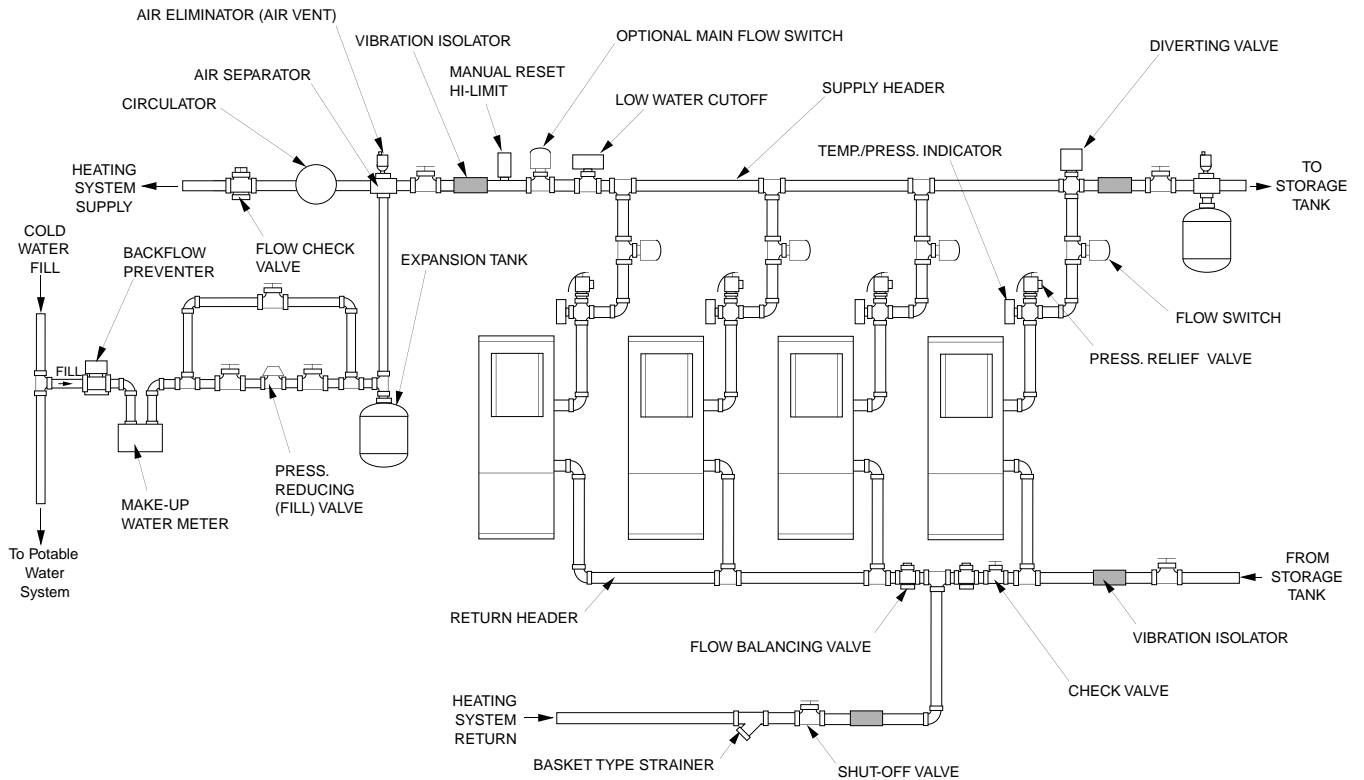 AIR ELIMINATOR (AIR VENT)
VIBRATION ISOLATOR
OPTIONAL MAIN FLOW SWITCH
DIVERTING VALVE
AIR SEPARATOR
MANUAL RESET
HI-LIMIT
LOW WATER CUTOFF
SUPPLY HEADER
CIRCULATOR
TEMP./PRESS. INDICATOR
HEATING
SYSTEM
SUPPLY
TO
STORAGE
TANK
COLD
WATER
FILL
BACKFLOW
PREVENTER
FLOW CHECK
VALVE
EXPANSION TANK
FLOW SWITCH
PRESS. RELIEF VALVE
FILL
MAKE-UP
WATER METER
PRESS.
REDUCING
(FILL) VALVE
To Potable
Water
System
FROM
STORAGE
TANK
RETURN HEADER
FLOW BALANCING VALVE
VIBRATION ISOLATOR
CHECK VALVE
HEATING
SYSTEM
RETURN
BASKET TYPE STRAINER
SHUT-OFF VALVE